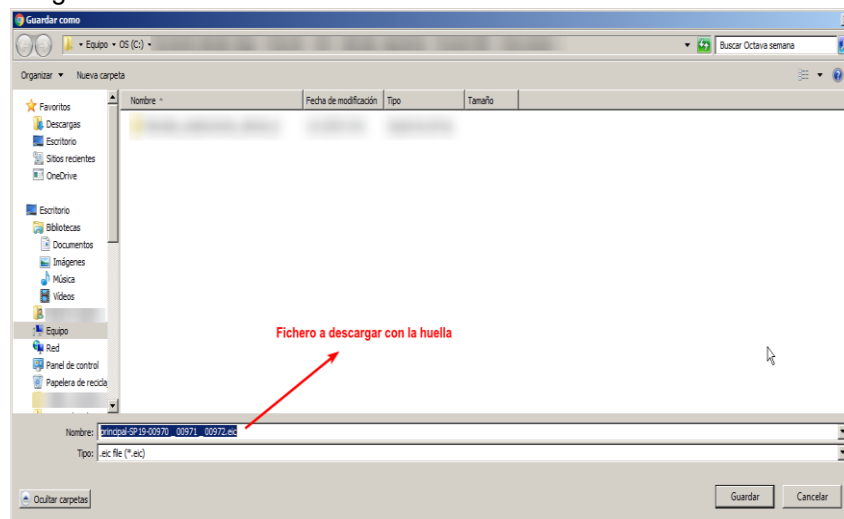 Guardar como
Equipo OS (C:)
Buscar Octava semana
Organizar Nueva carpeta
Nombre Fecha de modificación Tipo Tamaño
Favoritos
Descargas
Escritorio
Sitios recientes
OneDrive
Escritorio
Bibliotecas
Documentos
Imágenes
Música
Vídeos
Equipo
Red
Panel de control
Papelera de recicla
Fichero a descargar con la huella
Nombre: principal-SP19-00970_00971_00972.eic
Tipo: .eic file (*.eic)
Ocultar carpetas
Guardar Cancelar